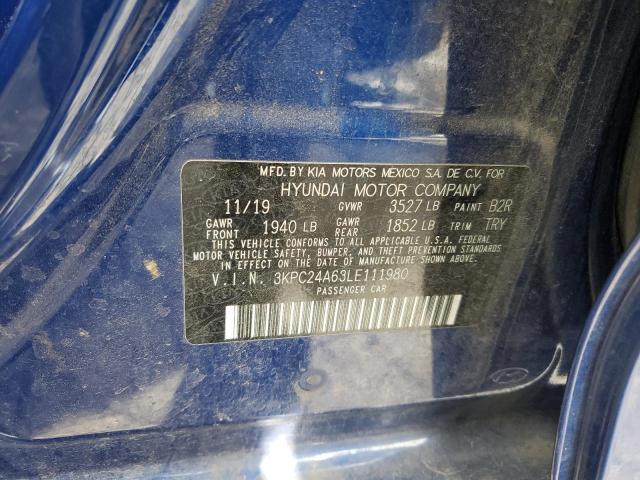 MFD. BY KIA MOTORS MEXICO S.A. DE C.V. FOR
HYUNDAI MOTOR COMPANY
11/19 GVWR 3527 LB PAINT B2R
GAWR FRONT 1940 LB GAWR REAR 1852 LB TRIM TRY
THIS VEHICLE CONFORMS TO ALL APPLICABLE U.S.A. FEDERAL
MOTOR VEHICLE SAFETY, BUMPER, AND THEFT PREVENTION STANDARDS
IN EFFECT ON THE DATE OF MANUFACTURE SHOWN ABOVE.
V.I.N. 3KPC24A63LE111980
PASSENGER CAR